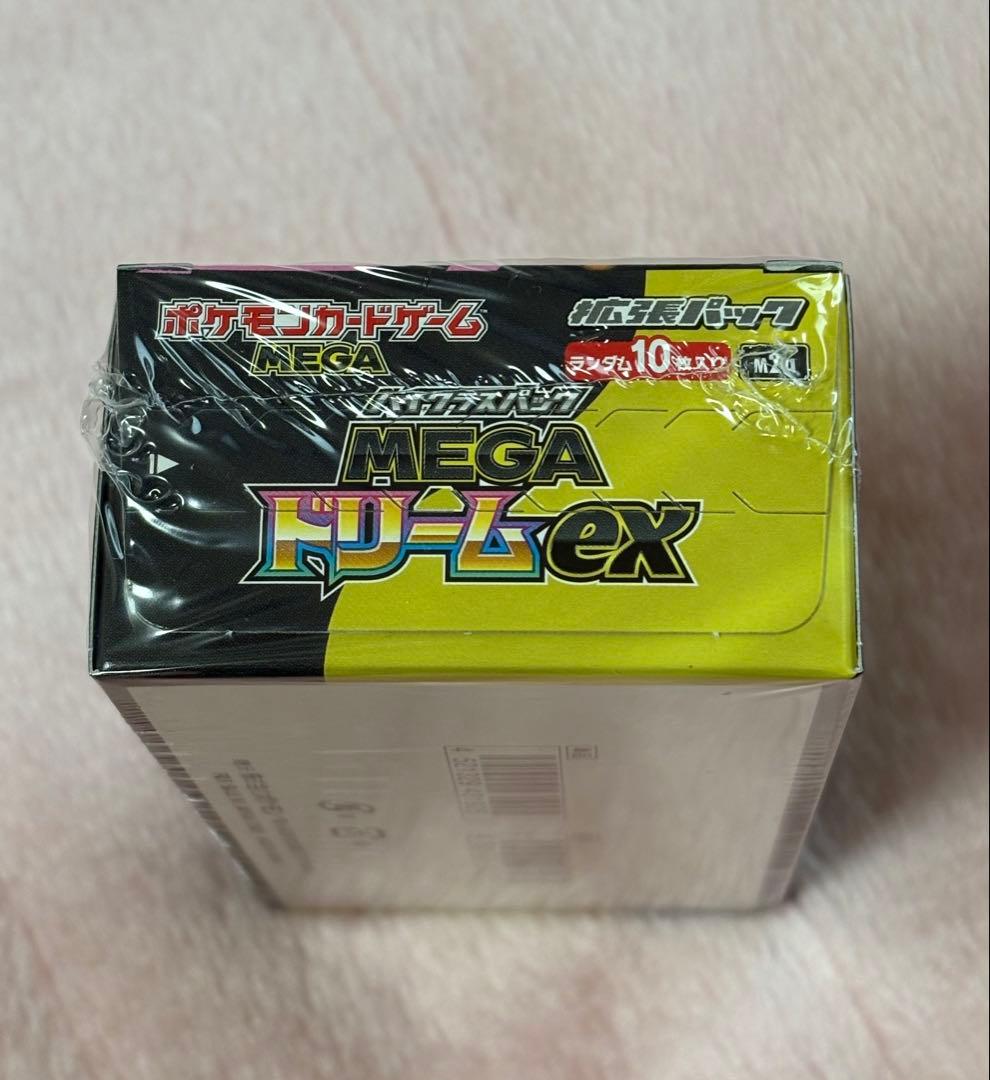 ポケモンカードゲーム
MEGA
拡張パック
ランダム10枚入り
M2a
ハイクラスパック
MEGA
ドリームex